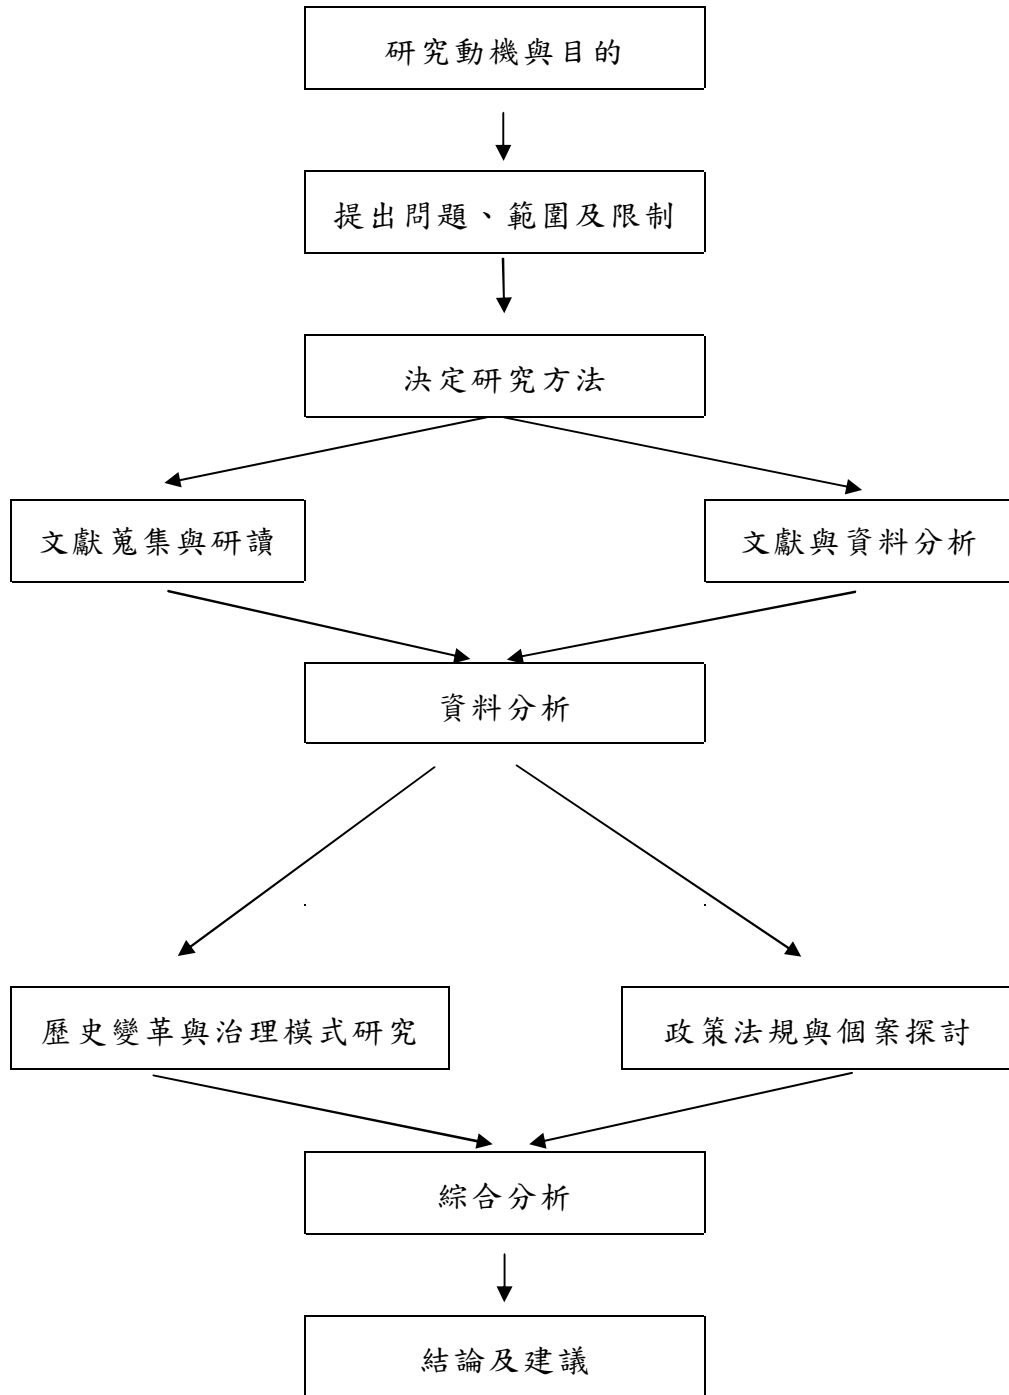 研究動機與目的
提出問題、範圍及限制
決定研究方法
文獻蒐集與研讀
文獻與資料分析
資料分析
歷史變革與治理模式研究
政策法規與個案探討
綜合分析
結論及建議